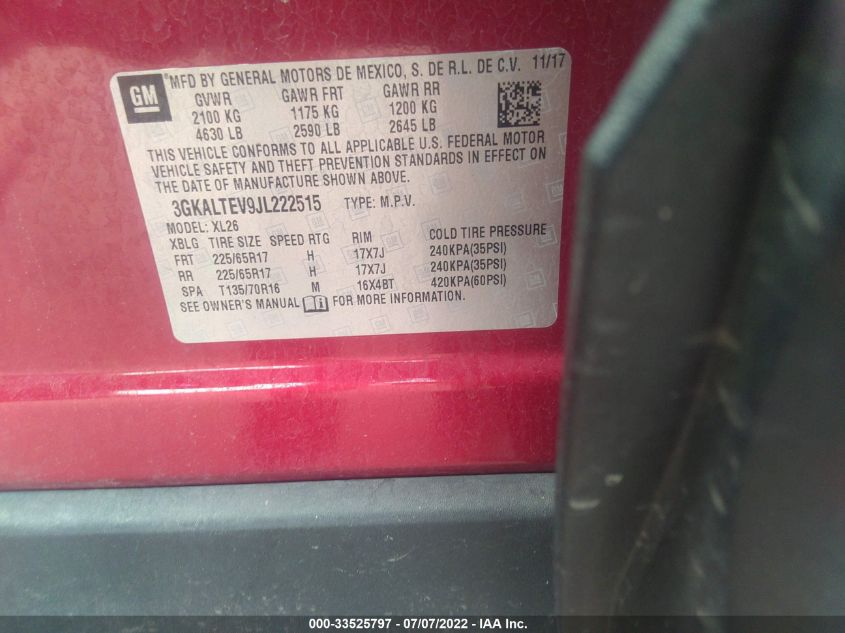 GM
MFD BY GENERAL MOTORS DE MEXICO, S. DE R.L. DE C.V. 11/17
GVWR GAWR FRT GAWR RR
2100 KG 1175 KG 1200 KG
4630 LB 2590 LB 2645 LB
THIS VEHICLE CONFORMS TO ALL APPLICABLE U.S. FEDERAL MOTOR
VEHICLE SAFETY AND THEFT PREVENTION STANDARDS IN EFFECT ON
THE DATE OF MANUFACTURE SHOWN ABOVE.
3GKALTEV9JL222515 TYPE: M.P.V.
MODEL: XL26
XBLG TIRE SIZE SPEED RTG RIM COLD TIRE PRESSURE
FRT 225/65R17 H 17X7J 240KPA(35PSI)
RR 225/65R17 H 17X7J 240KPA(35PSI)
SPA T135/70R16 M 16X4BT 420KPA(60PSI)
SEE OWNER'S MANUAL FOR MORE INFORMATION.
000-33525797 - 07/07/2022 - IAA Inc.